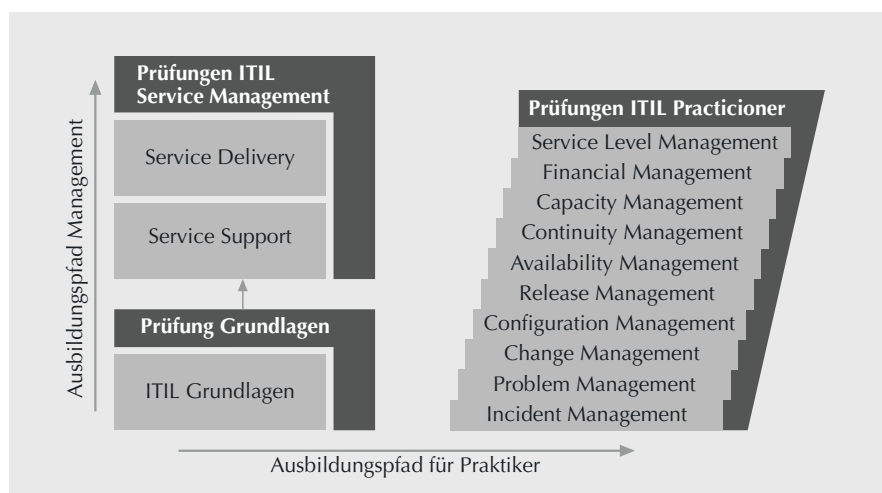 Ausbildungspfad Management
Prüfungen ITIL
Service Management
Service Delivery
Service Support
Prüfung Grundlagen
ITIL Grundlagen
Prüfungen ITIL Practicioner
Service Level Management
Financial Management
Capacity Management
Continuity Management
Availability Management
Release Management
Configuration Management
Change Management
Problem Management
Incident Management
Ausbildungspfad für Praktiker